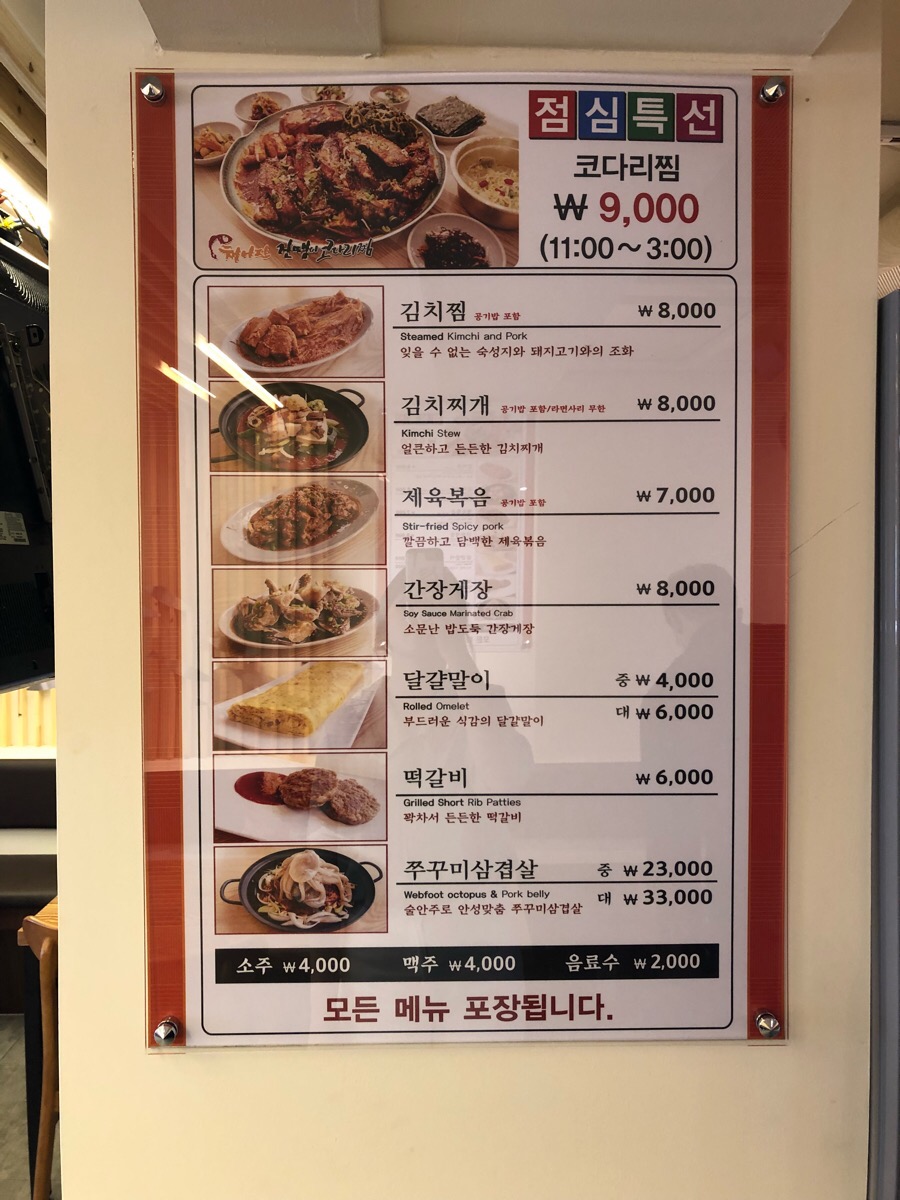 점심특선
코다리찜
₩ 9,000
(11:00～3:00)
코다리찜
김치찜 공기밥 포함 ₩ 8,000
Steamed Kimchi and Pork
잊을 수 없는 숙성지와 돼지고기와의 조화
김치찌개 공기밥 포함/라면사리 무한 ₩ 8,000
Kimchi Stew
얼큰하고 든든한 김치찌개
제육볶음 공기밥 포함 ₩ 7,000
Stir-fried Spicy pork
깔끔하고 담백한 제육볶음
간장게장 ₩ 8,000
Soy Sauce Marinated Crab
소문난 밥도둑 간장게장
달걀말이 중 ₩ 4,000
Rolled Omelet 대 ₩ 6,000
부드러운 식감의 달걀말이
떡갈비 ₩ 6,000
Grilled Short Rib Patties
꽉차서 든든한 떡갈비
쭈꾸미삼겹살 중 ₩ 23,000
Webfoot octopus & Pork belly 대 ₩ 33,000
술안주로 안성맞춤 쭈꾸미삼겹살
소주 ₩4,000 맥주 ₩4,000 음료수 ₩2,000
모든 메뉴 포장됩니다.